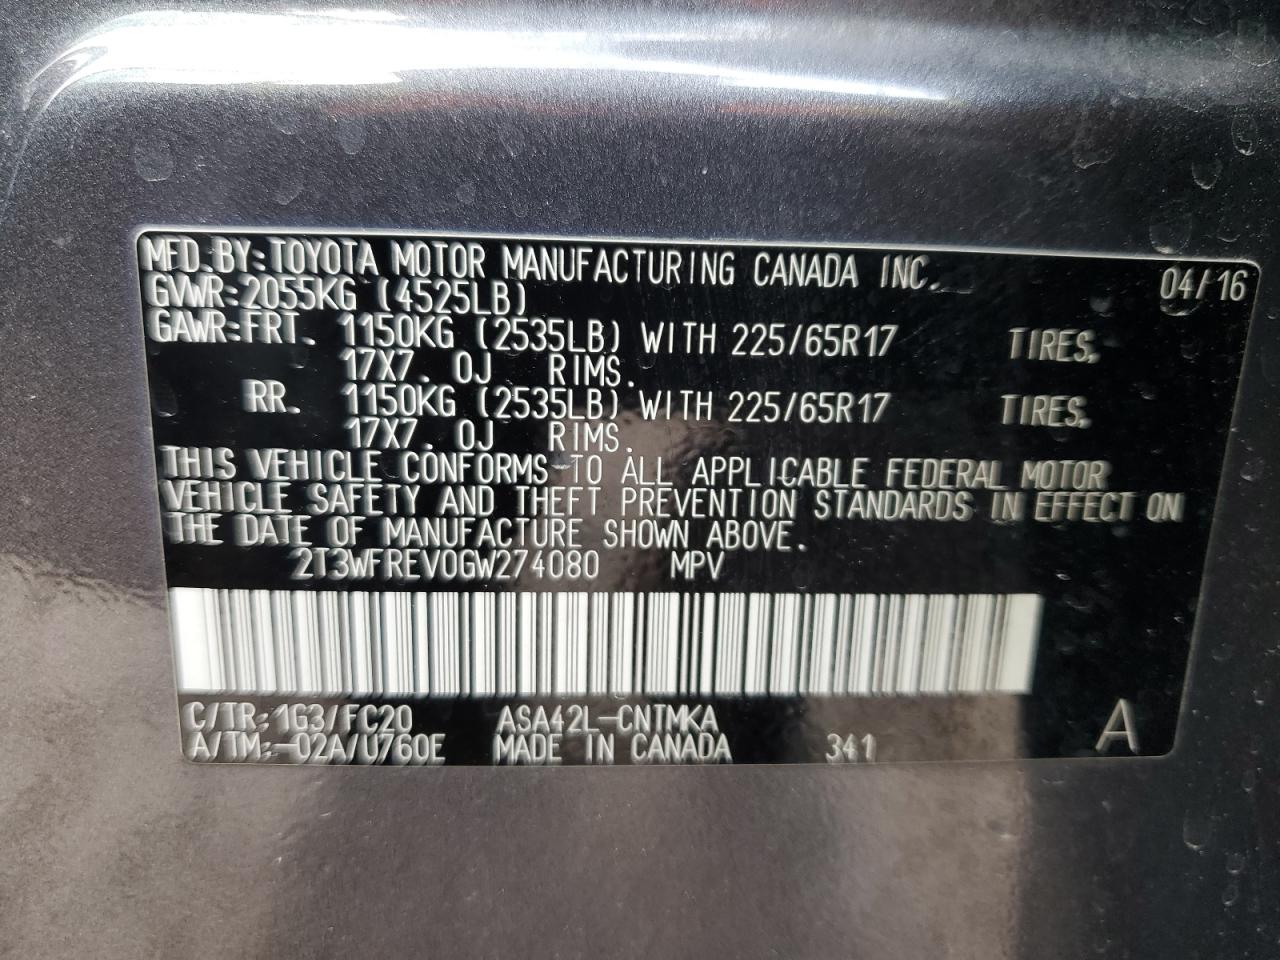 MFD.BY:TOYOTA MOTOR MANUFACTURING CANADA INC. 04/16
GVWR:2055KG (4525LB)
GAWR:FRT. 1150KG (2535LB) WITH 225/65R17 TIRES.
17X7.0J RIMS.
RR. 1150KG (2535LB) WITH 225/65R17 TIRES.
17X7.0J RIMS.
THIS VEHICLE CONFORMS TO ALL APPLICABLE FEDERAL MOTOR
VEHICLE SAFETY AND THEFT PREVENTION STANDARDS IN EFFECT ON
THE DATE OF MANUFACTURE SHOWN ABOVE.
2T3WFREV0GW274080 MPV
C/TR:1G3/FC20 ASA42L-CNTMKA A
A/TM:-02A/U760E MADE IN CANADA 341